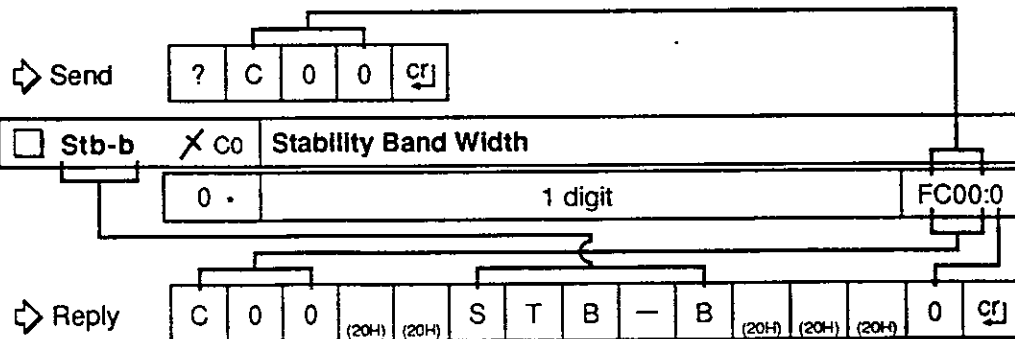 Send ? C 0 0 cr
Stb-b C0 Stability Band Width
0 • 1 digit FC00:0
Reply C 0 0 (20H) (20H) S T B — B (20H) (20H) (20H) 0 cr